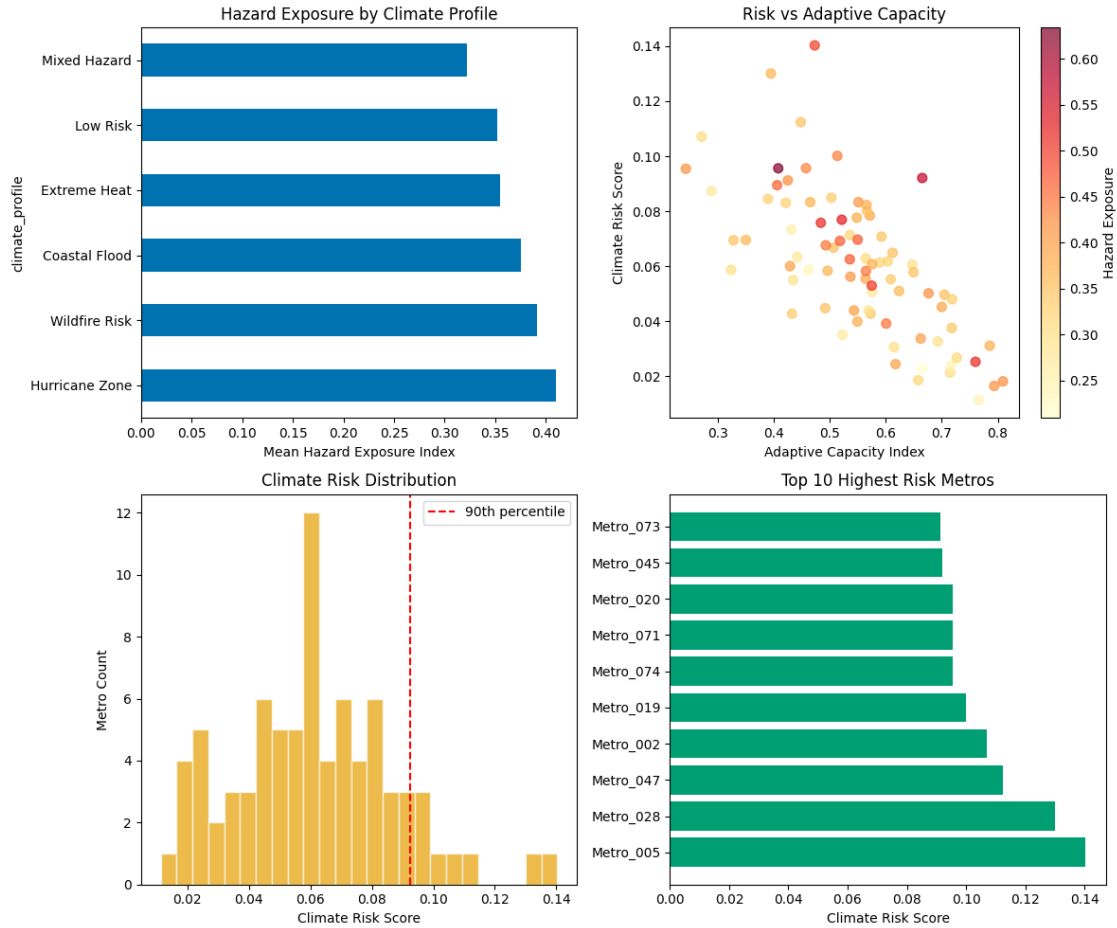 Hazard Exposure by Climate Profile
climate_profile
Mixed Hazard
Low Risk
Extreme Heat
Coastal Flood
Wildfire Risk
Hurricane Zone
0.00 0.05 0.10 0.15 0.20 0.25 0.30 0.35 0.40
Mean Hazard Exposure Index
Risk vs Adaptive Capacity
Climate Risk Score
0.14
0.12
0.10
0.08
0.06
0.04
0.02
0.3 0.4 0.5 0.6 0.7 0.8
Adaptive Capacity Index
0.60
0.55
0.50
0.45
0.40
0.35
0.30
0.25
Hazard Exposure
Climate Risk Distribution
90th percentile
Metro Count
12
10
8
6
4
2
0
0.02 0.04 0.06 0.08 0.10 0.12 0.14
Climate Risk Score
Top 10 Highest Risk Metros
Metro_073
Metro_045
Metro_020
Metro_071
Metro_074
Metro_019
Metro_002
Metro_047
Metro_028
Metro_005
0.00 0.02 0.04 0.06 0.08 0.10 0.12 0.14
Climate Risk Score